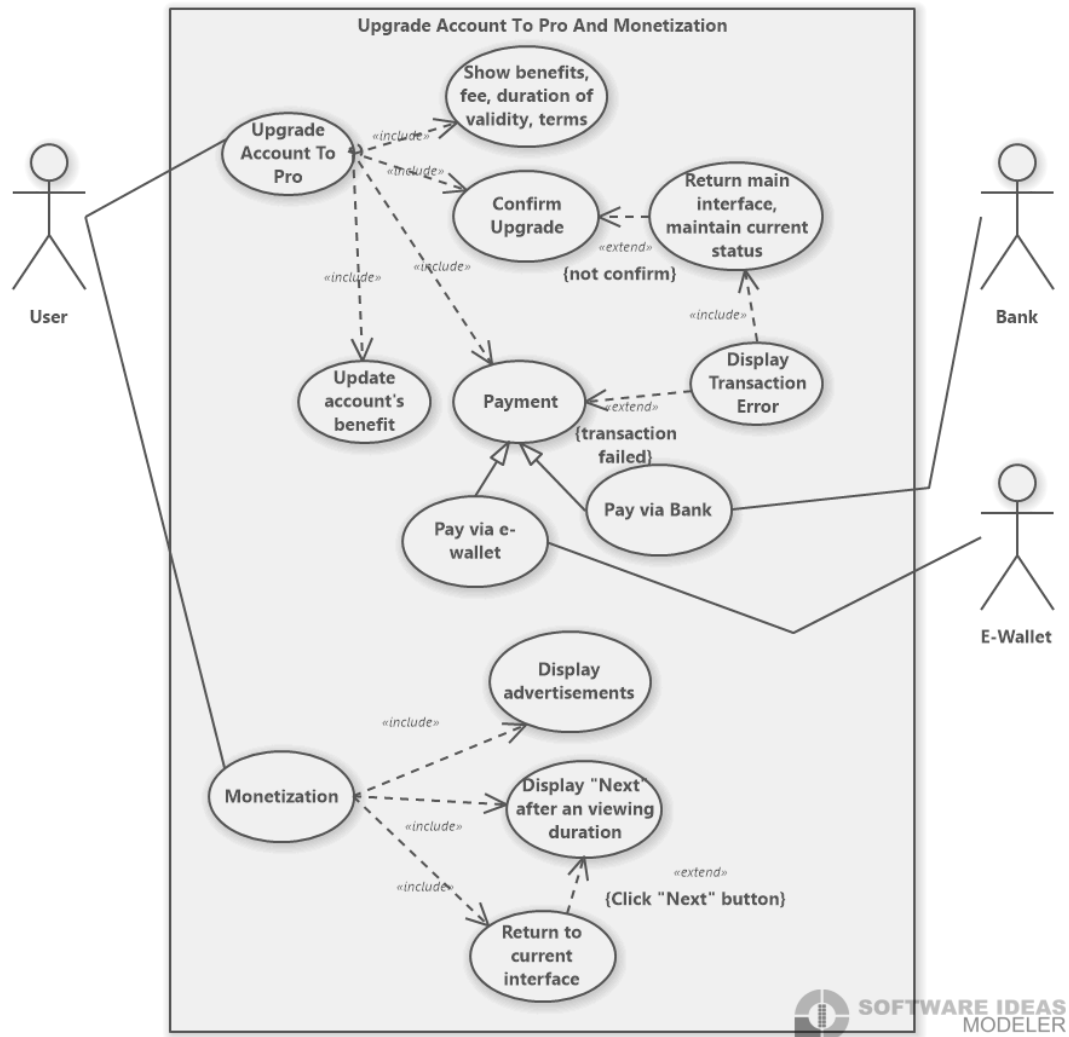 Upgrade Account To Pro And Monetization
Show benefits,
fee, duration of
validity, terms
«include»
Upgrade
Account To
Pro
«include»
Confirm
Upgrade
Return main
interface,
maintain current
status
«extend»
{not confirm}
«include»
«include»
User
Bank
«include»
Update
account's
benefit
Payment
Display
Transaction
Error
«extend»
{transaction
failed}
Pay via e-
wallet
Pay via Bank
E-Wallet
Display
advertisements
«include»
Monetization
Display "Next"
after an viewing
duration
«include»
«include»
«extend»
{Click "Next" button}
Return to
current
interface
SOFTWARE IDEAS
MODELER